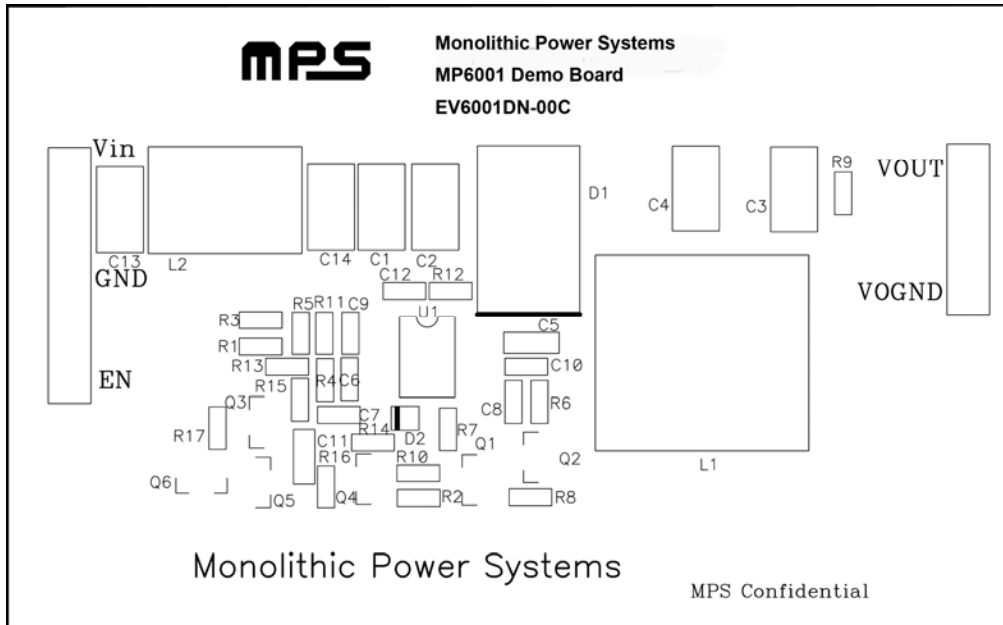 MPS
Monolithic Power Systems
MP6001 Demo Board
EV6001DN-00C
Vin
VOUT
R9
D1
C4
C3
C13
L2
C14
C1
C2
GND
C12
R12
VOGND
R5
R11
C9
U1
R3
C5
R1
R13
C10
EN
R15
R4
C6
Q3
C7
C8
R6
R17
C11
R14
D2
R7
Q1
R16
R10
Q2
L1
Q6
Q5
Q4
R2
R8
Monolithic Power Systems
MPS Confidential